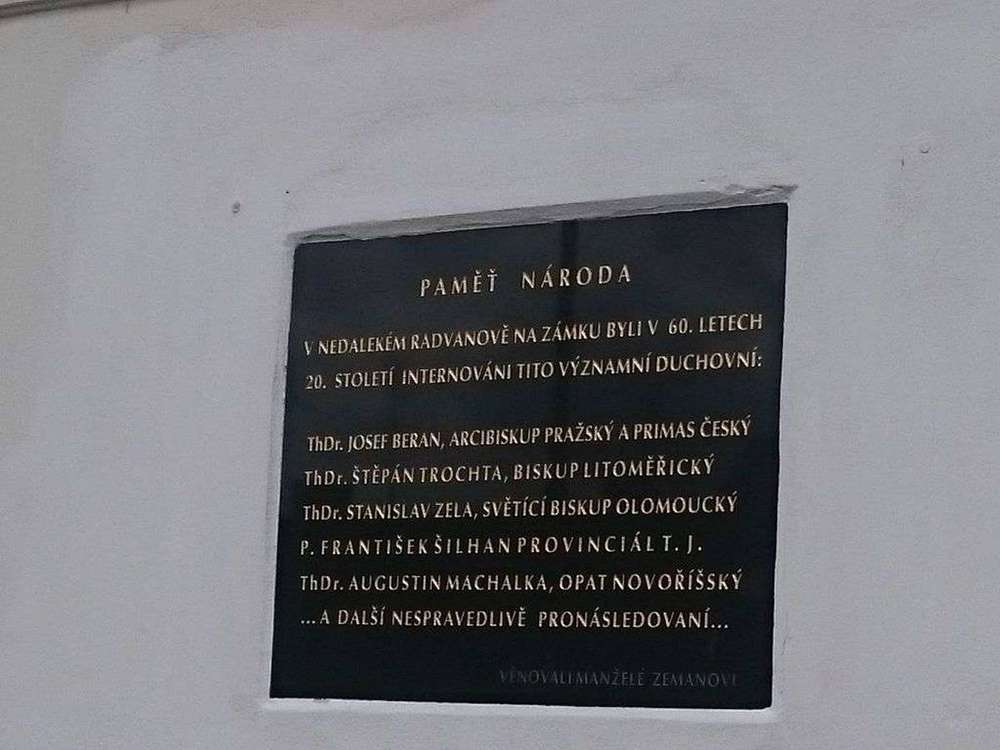 PAMĚŤ NÁRODA
V NEDALEKÉM RADVANOVĚ NA ZÁMKU BYLI V 60. LETECH
20. STOLETÍ INTERNOVÁNI TITO VÝZNAMNÍ DUCHOVNÍ:
ThDr. JOSEF BERAN, ARCIBISKUP PRAŽSKÝ A PRIMAS ČESKÝ
ThDr. ŠTĚPÁN TROCHTA, BISKUP LITOMĚŘICKÝ
ThDr. STANISLAV ZELA, SVĚTÍCÍ BISKUP OLOMOUCKÝ
P. FRANTIŠEK ŠILHAN PROVINCIÁL T. J.
ThDr. AUGUSTIN MACHALKA, OPAT NOVOŘÍŠSKÝ
...A DALŠÍ NESPRAVEDLIVĚ PRONÁSLEDOVANÍ...
VĚNOVALI MANŽELÉ ZEMANOVI